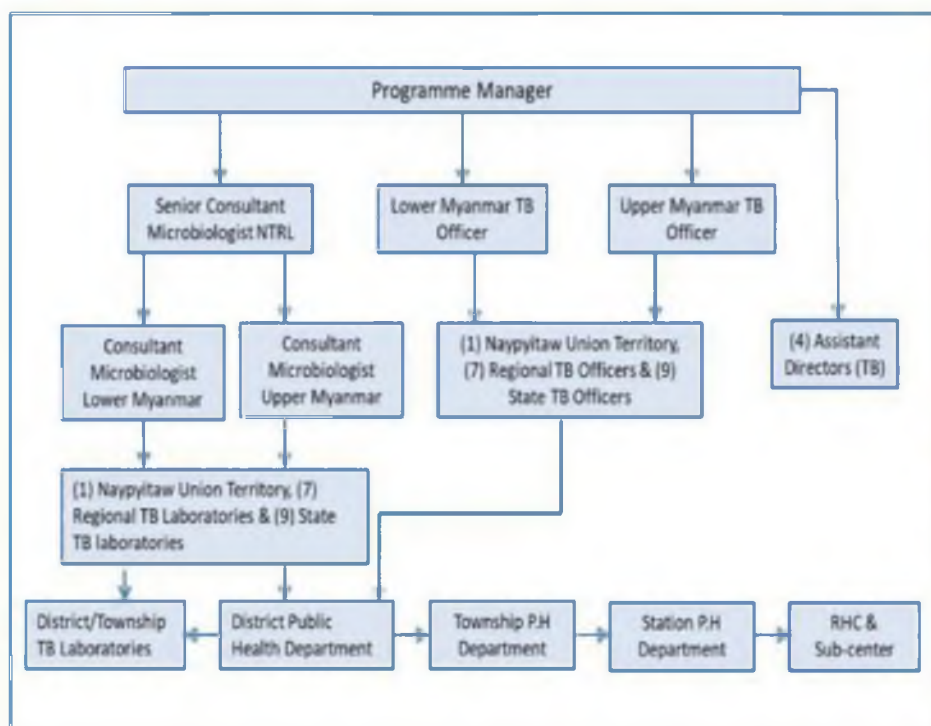 Programme Manager
Senior Consultant
Microbiologist NTRL
Lower Myanmar TB
Officer
Upper Myanmar TB
Officer
Consultant
Microbiologist
Lower Myanmar
Consultant
Microbiologist
Upper Myanmar
(1) Naypyitaw Union Territory,
(7) Regional TB Officers & (9)
State TB Officers
(4) Assistant
Directors (TB)
(1) Naypyitaw Union Territory, (7)
Regional TB Laboratories & (9) State
TB laboratories
District/Township
TB Laboratories
District Public
Health Department
Township P.H
Department
Station P.H
Department
RHC &
Sub-center